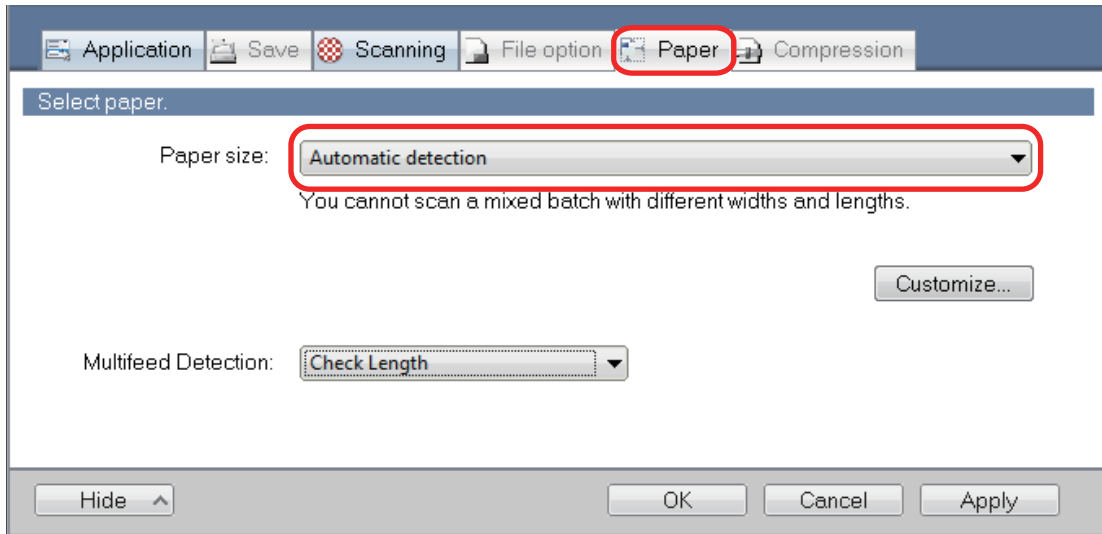 Application Save Scanning File option Paper Compression
Select paper.
Paper size: Automatic detection
You cannot scan a mixed batch with different widths and lengths.
Customize...
Multifeed Detection: Check Length
Hide OK Cancel Apply